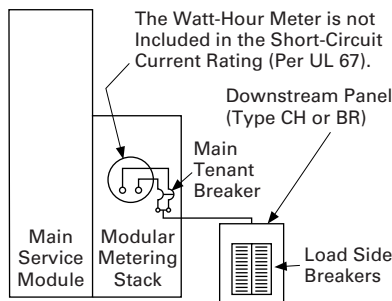 The Watt-Hour Meter is not
Included in the Short-Circuit
Current Rating (Per UL 67).
Downstream Panel
(Type CH or BR)
Main
Tenant
Breaker
Main
Service
Module
Modular
Metering
Stack
Load Side
Breakers